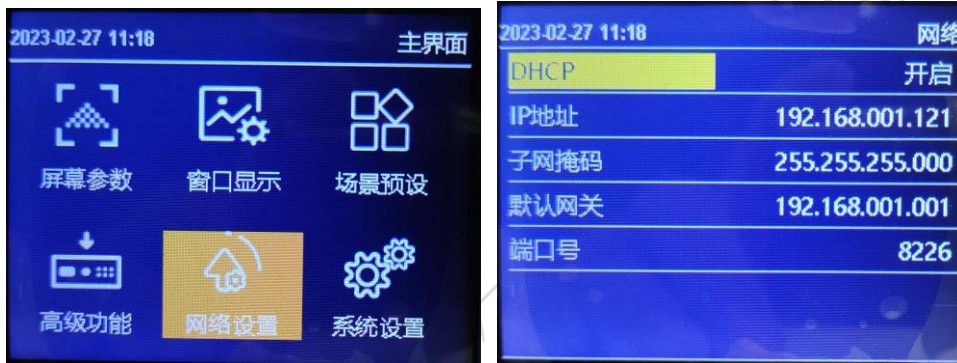 2023-02-27 11:18 主界面
屏幕参数 窗口显示 场景预设
高级功能 网络设置 系统设置
2023-02-27 11:18 网络
DHCP 开启
IP地址 192.168.001.121
子网掩码 255.255.255.000
默认网关 192.168.001.001
端口号 8226